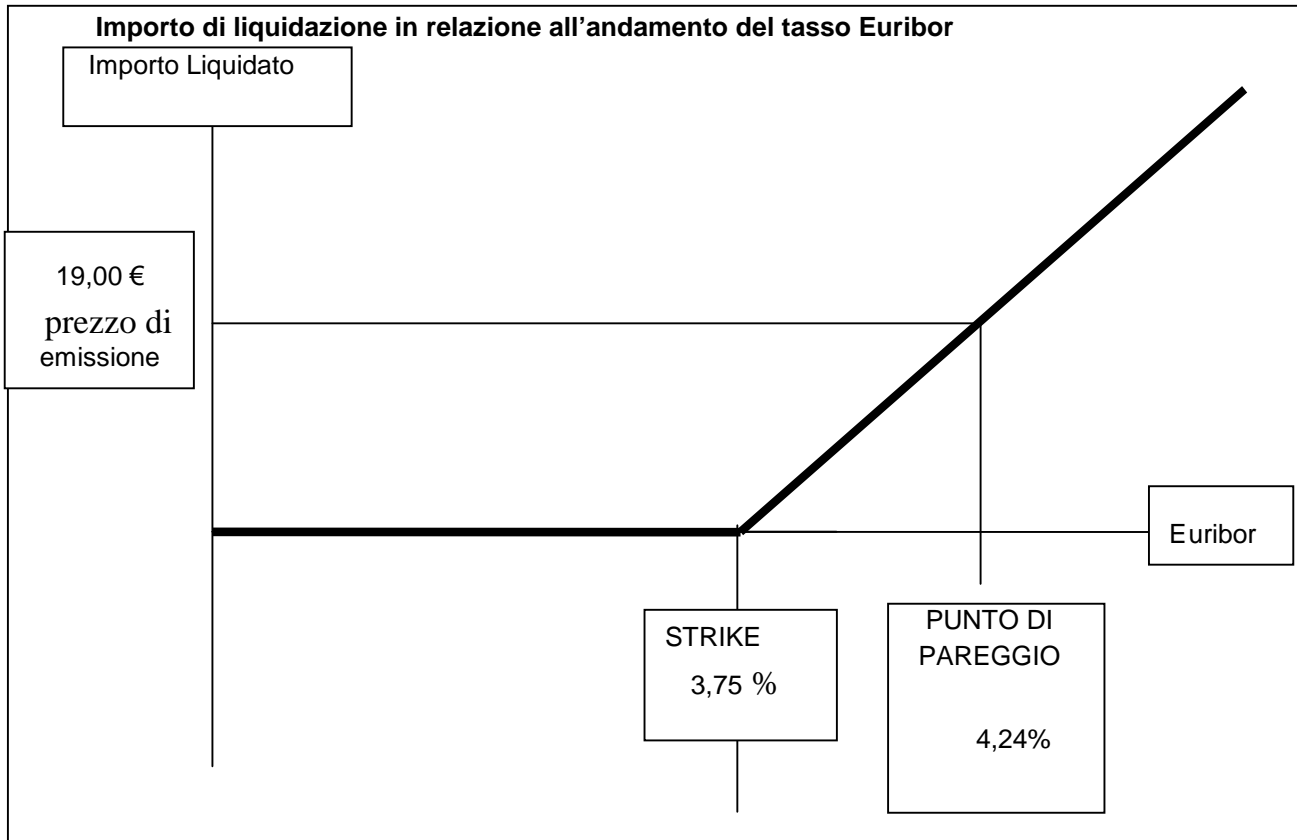 Importo di liquidazione in relazione all’andamento del tasso Euribor
Importo Liquidato
19,00 €
prezzo di
emissione
Euribor
STRIKE
3,75 %
PUNTO DI
PAREGGIO
4,24%